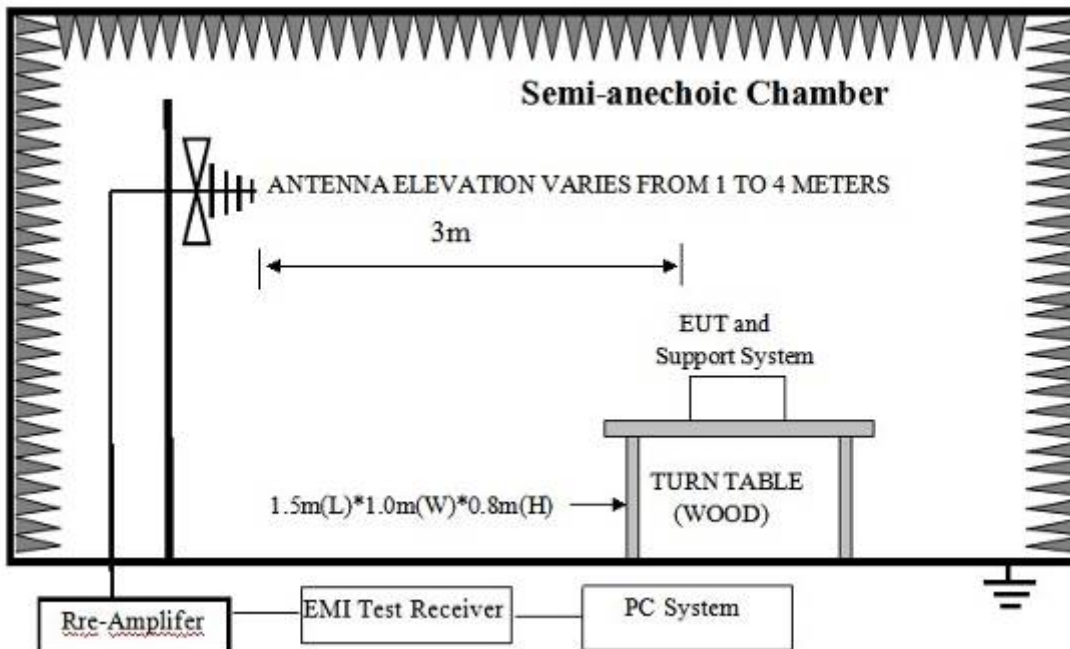 Semi-anechoic Chamber
ANTENNA ELEVATION VARIES FROM 1 TO 4 METERS
3m
EUT and
Support System
1.5m(L)*1.0m(W)*0.8m(H)
TURN TABLE
(WOOD)
Rre-Amplifer
EMI Test Receiver
PC System